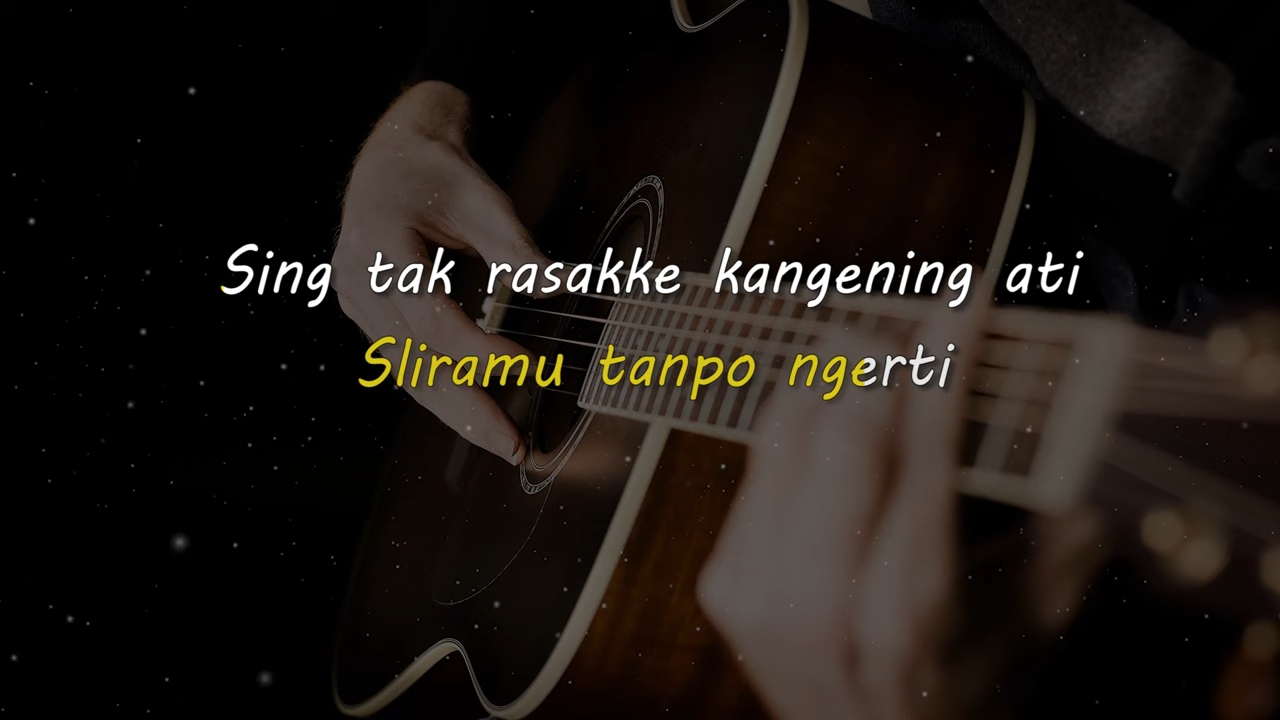 Sing tak rasakke kangening ati
Sliramu tanpo ngerti